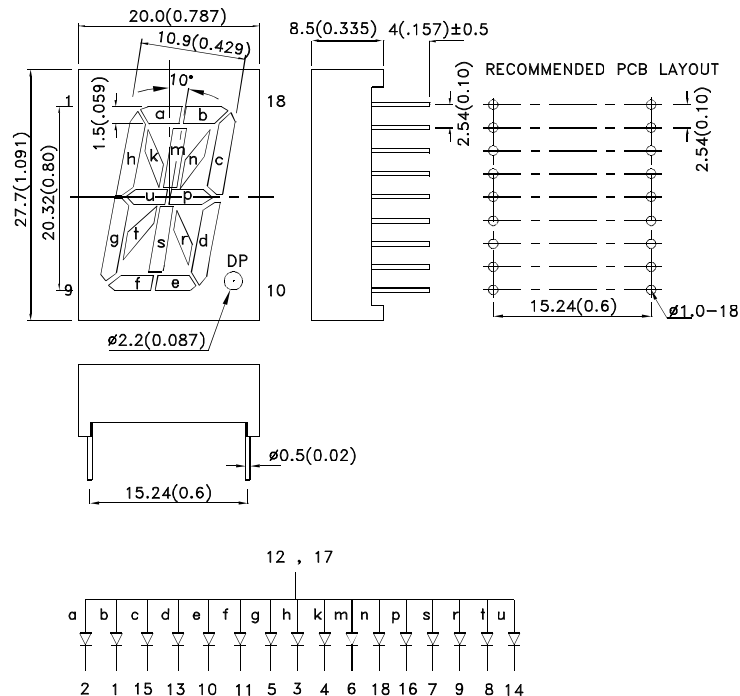 20.0(0.787)
10.9(0.429)
10°
1.5(.059)
27.7(1.091)
20.32(0.80)
1
18
9
10
a b
h k m n c
u p
g t s r d
f e
DP
ø2.2(0.087)
8.5(0.335)
4(.157)±0.5
2.54(0.10)
RECOMMENDED PCB LAYOUT
2.54(0.10)
15.24(0.6)
ø1.0-18
ø0.5(0.02)
15.24(0.6)
12 , 17
a b c d e f g h k m n p s r t u
2 1 15 13 10 11 5 3 4 6 18 16 7 9 8 14